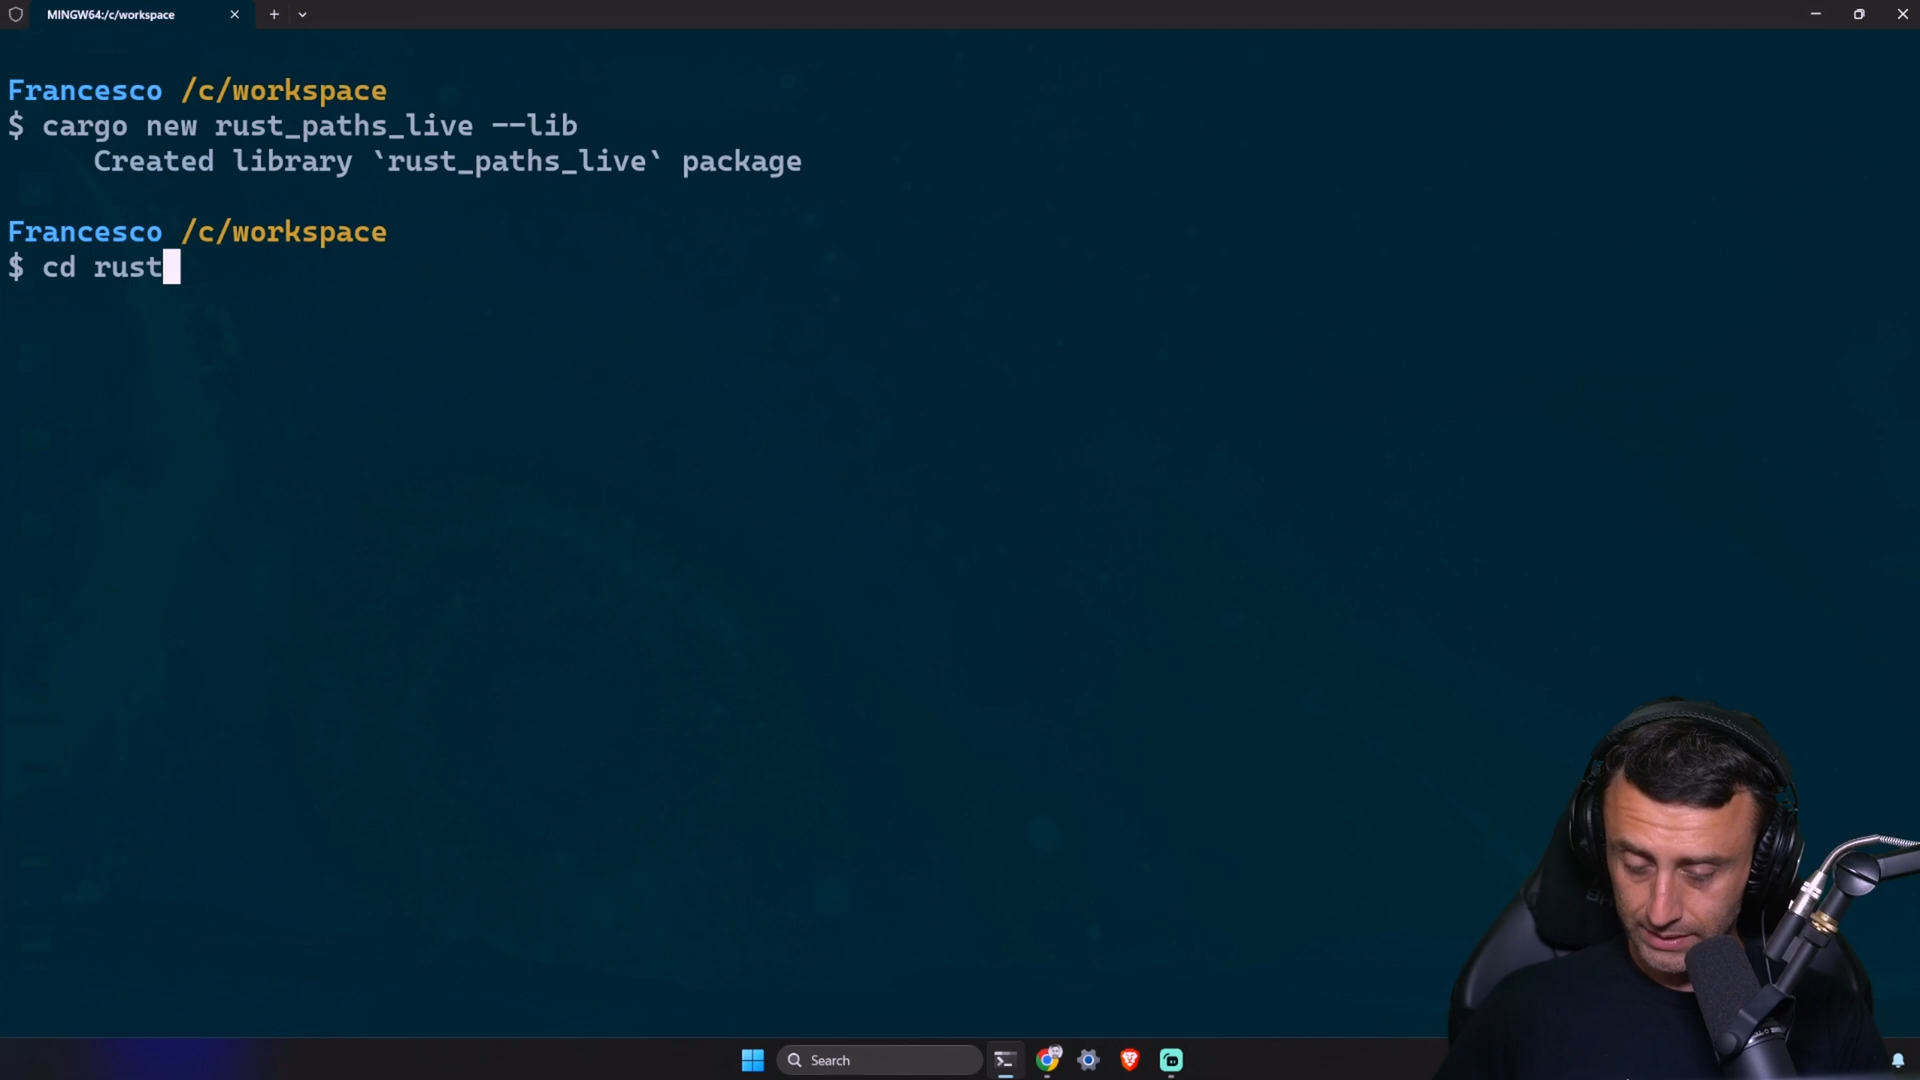 MINGW64:/c/workspace
Francesco /c/workspace
$ cargo new rust_paths_live --lib
Created library `rust_paths_live` package
Francesco /c/workspace
$ cd rust
Search